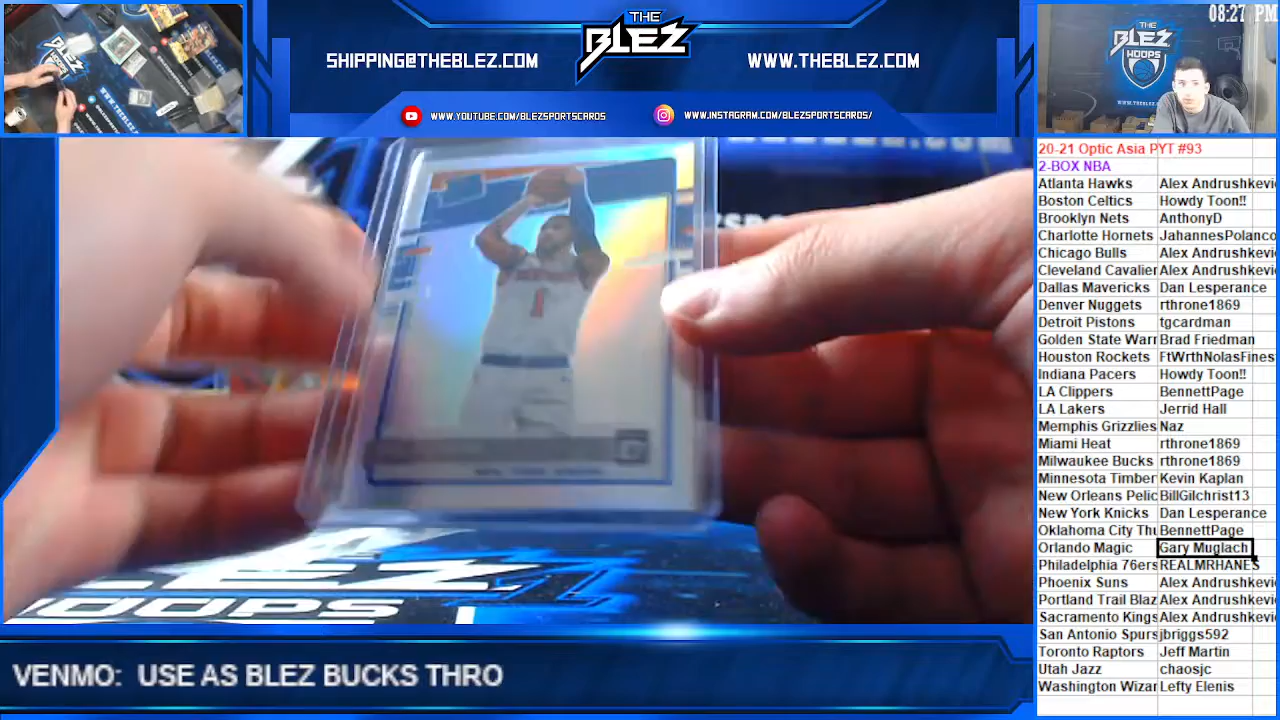 08:27 PM
THE
BLEZ
SHIPPING@THEBLEZ.COM
WWW.THEBLEZ.COM
WWW.YOUTUBE.COM/BLEZSPORTSCARDS
WWW.INSTAGRAM.COM/BLEZSPORTSCARDS/
THE
BLEZ
HOOPS
20-21 Optic Asia PYT #93
2-BOX NBA
Atlanta Hawks Alex Andrushkevic
Boston Celtics Howdy Toon!!
Brooklyn Nets AnthonyD
Charlotte Hornets JahannesPolanco
Chicago Bulls Alex Andrushkevic
Cleveland Cavalier Alex Andrushkevic
Dallas Mavericks Dan Lesperance
Denver Nuggets rthrone1869
Detroit Pistons tgcardman
Golden State Warr Brad Friedman
Houston Rockets FtWrthNolasFines
Indiana Pacers Howdy Toon!!
LA Clippers BennettPage
LA Lakers Jerrid Hall
Memphis Grizzlies Naz
Miami Heat rthrone1869
Milwaukee Bucks rthrone1869
Minnesota Timber Kevin Kaplan
New Orleans Pelic BillGilchrist13
New York Knicks Dan Lesperance
Oklahoma City Thu BennettPage
Orlando Magic Gary Muglach
Philadelphia 76ers REALMRHANES
Phoenix Suns Alex Andrushkevic
Portland Trail Blaz Alex Andrushkevic
Sacramento Kings Alex Andrushkevic
San Antonio Spurs jbriggs592
Toronto Raptors Jeff Martin
Utah Jazz chaosjc
Washington Wizar Lefty Elenis
1
BLEZ
HOOPS
VENMO: USE AS BLEZ BUCKS THRO